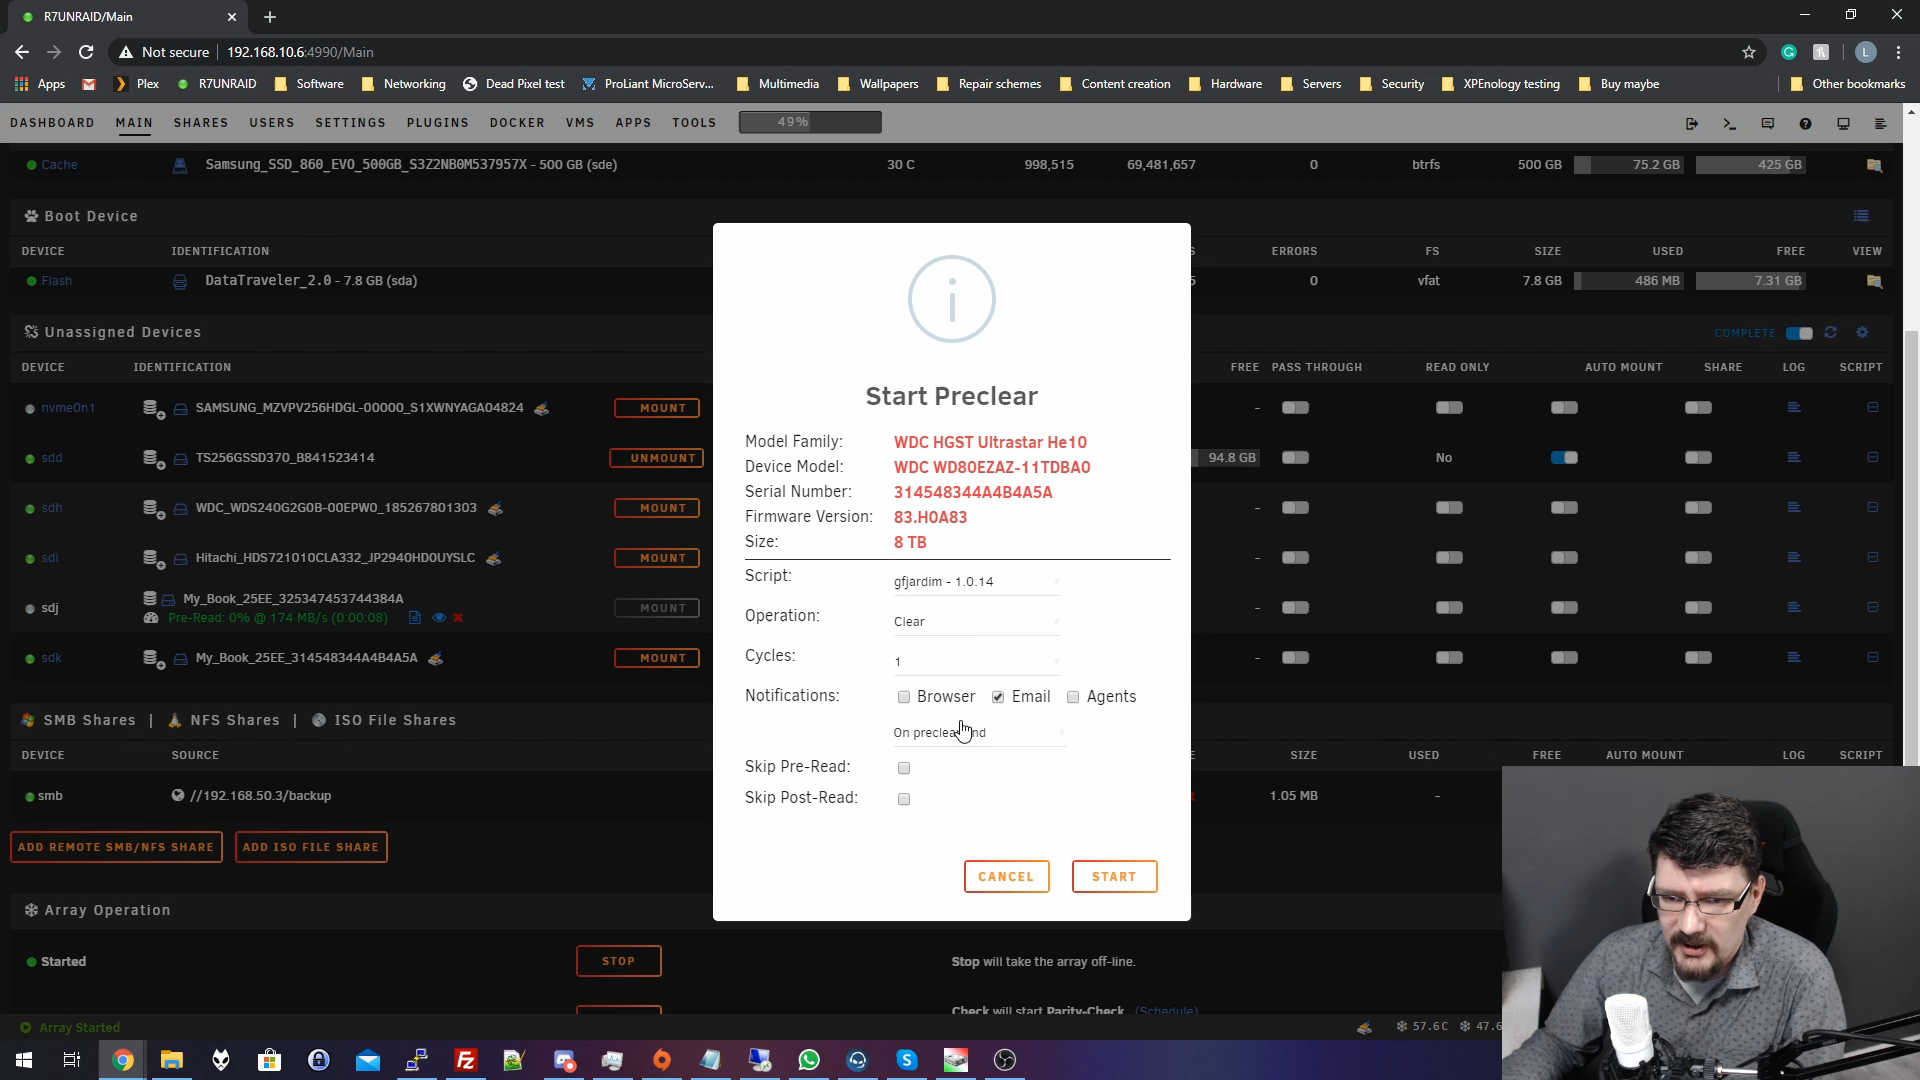 R7UNRAID/Main
Not secure 192.168.10.6:4990/Main
Apps Plex R7UNRAID Software Networking Dead Pixel test ProLiant MicroServ... Multimedia Wallpapers Repair schemes Content creation Hardware Servers Security XPEnology testing Buy maybe Other bookmarks
DASHBOARD MAIN SHARES USERS SETTINGS PLUGINS DOCKER VMS APPS TOOLS 49%
Cache Samsung_SSD_860_EVO_500GB_S3Z2NB0M537957X - 500 GB (sde) 30 C 998,515 69,481,657 0 btrfs 500 GB 75.2 GB 425 GB
Boot Device
DEVICE IDENTIFICATION S ERRORS FS SIZE USED FREE VIEW
Flash DataTraveler_2.0 - 7.8 GB (sda) 5 0 vfat 7.8 GB 486 MB 7.31 GB
Unassigned Devices COMPLETE
DEVICE IDENTIFICATION FREE PASS THROUGH READ ONLY AUTO MOUNT SHARE LOG SCRIPT
nvme0n1 SAMSUNG_MZVPV256HDGL-00000_S1XWNYAGA04824 MOUNT -
sdd TS256GSSD370_B841523414 UNMOUNT 94.8 GB No
sdh WDC_WDS240G2G0B-00EPW0_185267801303 MOUNT -
sdi Hitachi_HDS721010CLA332_JP2940HD0UYSLC MOUNT -
sdj My_Book_25EE_325347453744384A MOUNT -
Pre-Read: 0% @ 174 MB/s (0:00:08)
sdk My_Book_25EE_314548344A4B4A5A MOUNT -
SMB Shares | NFS Shares | ISO File Shares
DEVICE SOURCE E SIZE USED FREE AUTO MOUNT LOG SCRIPT
smb //192.168.50.3/backup 1.05 MB -
ADD REMOTE SMB/NFS SHARE ADD ISO FILE SHARE
Array Operation
Started STOP Stop will take the array off-line.
Check will start Parity-Check (Schedule)
Array Started 57.6C 47.6
Start Preclear
Model Family: WDC HGST Ultrastar He10
Device Model: WDC WD80EZAZ-11TDBA0
Serial Number: 314548344A4B4A5A
Firmware Version: 83.H0A83
Size: 8 TB
Script: gfjardim - 1.0.14
Operation: Clear
Cycles: 1
Notifications: Browser Email Agents
On preclear end
Skip Pre-Read:
Skip Post-Read:
CANCEL START